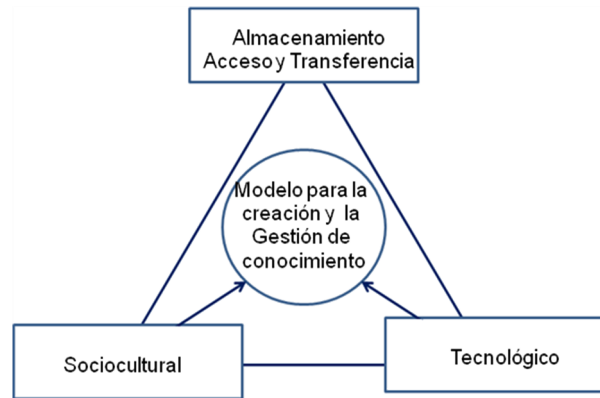 Almacenamiento
Acceso y Transferencia
Modelo para la
creación y la
Gestión de
conocimiento
Sociocultural
Tecnológico